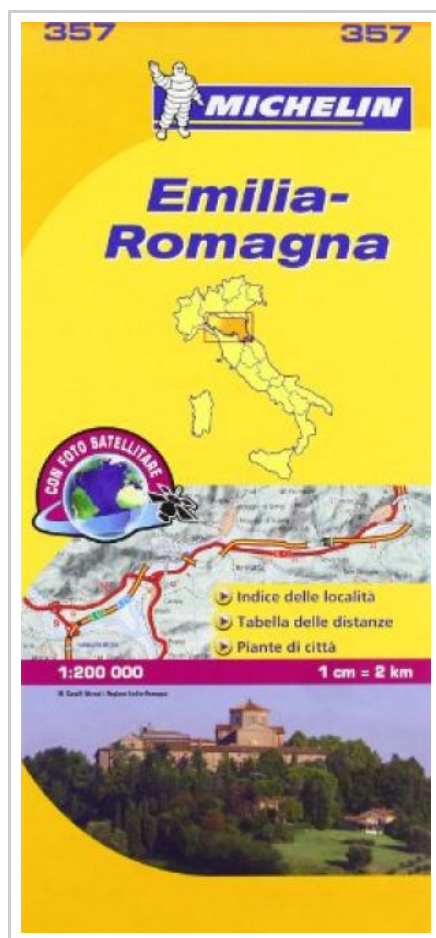 357
357
MICHELIN
Emilia-
Romagna
CON FOTO SATELLITARE
Indice delle località
Tabella delle distanze
Piante di città
1:200 000
1 cm = 2 km